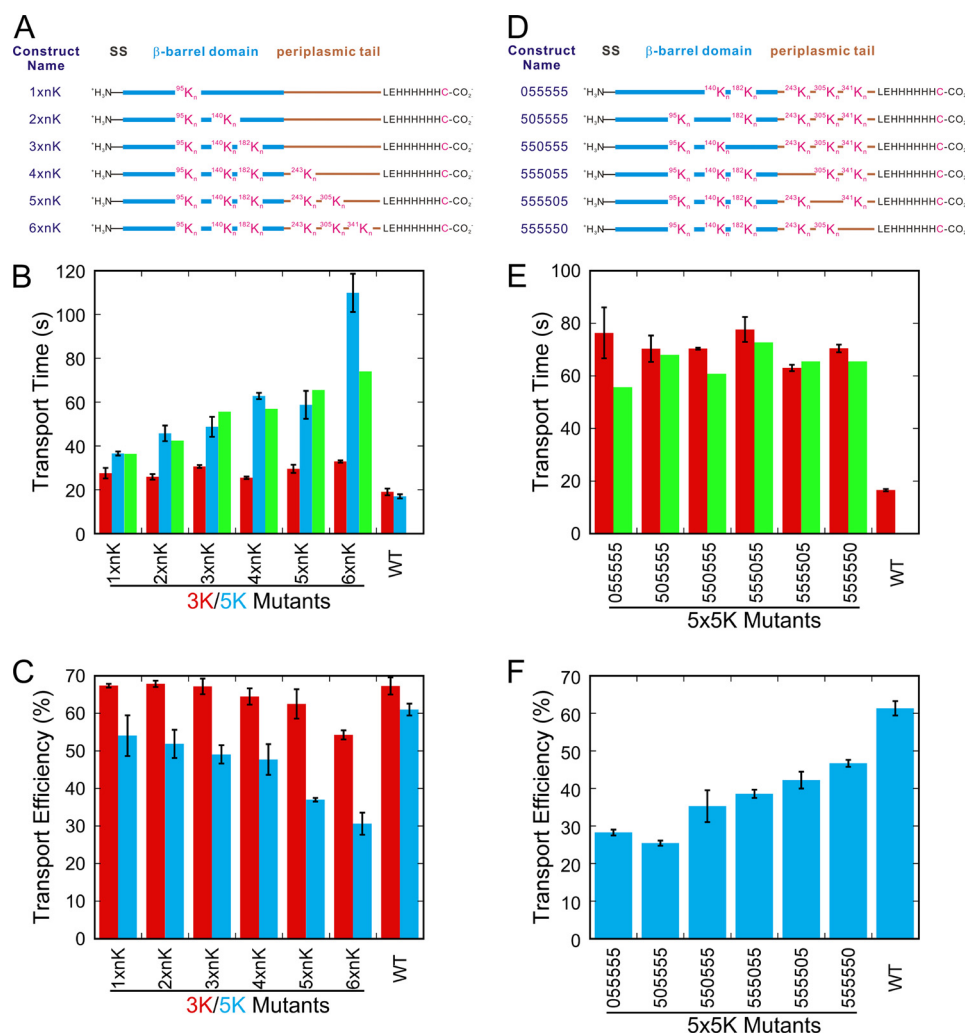 A
Construct Name SS β-barrel domain periplasmic tail
1xnK ⁺H₃N 95Kn LEHHHHHHC-CO₂⁻
2xnK ⁺H₃N 95Kn 140Kn LEHHHHHHC-CO₂⁻
3xnK ⁺H₃N 95Kn 140Kn 182Kn LEHHHHHHC-CO₂⁻
4xnK ⁺H₃N 95Kn 140Kn 182Kn 243Kn LEHHHHHHC-CO₂⁻
5xnK ⁺H₃N 95Kn 140Kn 182Kn 243Kn 305Kn LEHHHHHHC-CO₂⁻
6xnK ⁺H₃N 95Kn 140Kn 182Kn 243Kn 305Kn 341Kn LEHHHHHHC-CO₂⁻
D
Construct Name SS β-barrel domain periplasmic tail
055555 ⁺H₃N 140Kn 182Kn 243Kn 305Kn 341Kn LEHHHHHHC-CO₂⁻
505555 ⁺H₃N 95Kn 182Kn 243Kn 305Kn 341Kn LEHHHHHHC-CO₂⁻
550555 ⁺H₃N 95Kn 140Kn 243Kn 305Kn 341Kn LEHHHHHHC-CO₂⁻
555055 ⁺H₃N 95Kn 140Kn 182Kn 305Kn 341Kn LEHHHHHHC-CO₂⁻
555505 ⁺H₃N 95Kn 140Kn 182Kn 243Kn 341Kn LEHHHHHHC-CO₂⁻
555550 ⁺H₃N 95Kn 140Kn 182Kn 243Kn 305Kn LEHHHHHHC-CO₂⁻
B
Transport Time (s)
120
100
80
60
40
20
0
1xnK 2xnK 3xnK 4xnK 5xnK 6xnK WT
3K/5K Mutants
E
Transport Time (s)
100
80
60
40
20
0
055555 505555 550555 555055 555505 555550 WT
5x5K Mutants
C
Transport Efficiency (%)
70
60
50
40
30
20
10
0
1xnK 2xnK 3xnK 4xnK 5xnK 6xnK WT
3K/5K Mutants
F
Transport Efficiency (%)
70
60
50
40
30
20
10
0
055555 505555 550555 555055 555505 555550 WT
5x5K Mutants